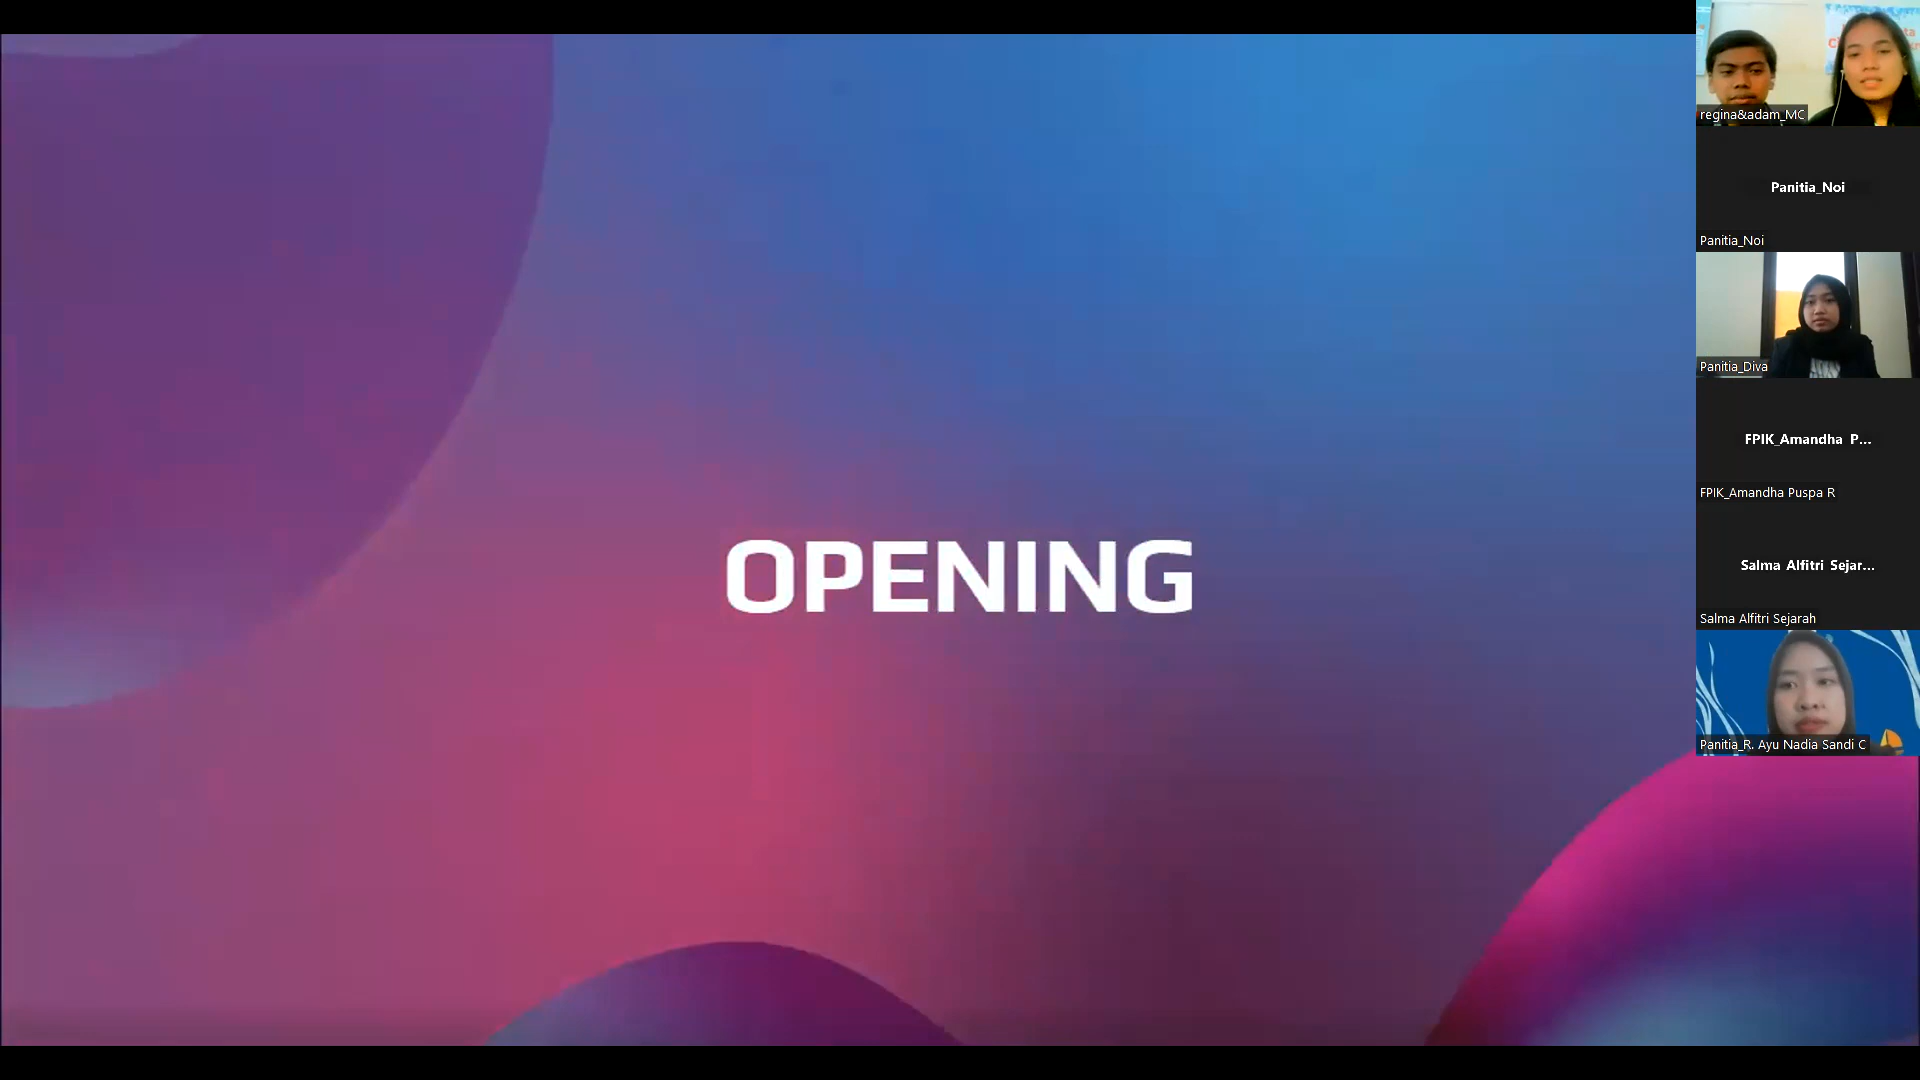 OPENING
regina&adam_MC
Panitia_Noi
Panitia_Noi
Panitia_Diva
FPIK_Amandha P...
FPIK_Amandha Puspa R
Salma Alfitri Sejar...
Salma Alfitri Sejarah
Panitia_R. Ayu Nadia Sandi C